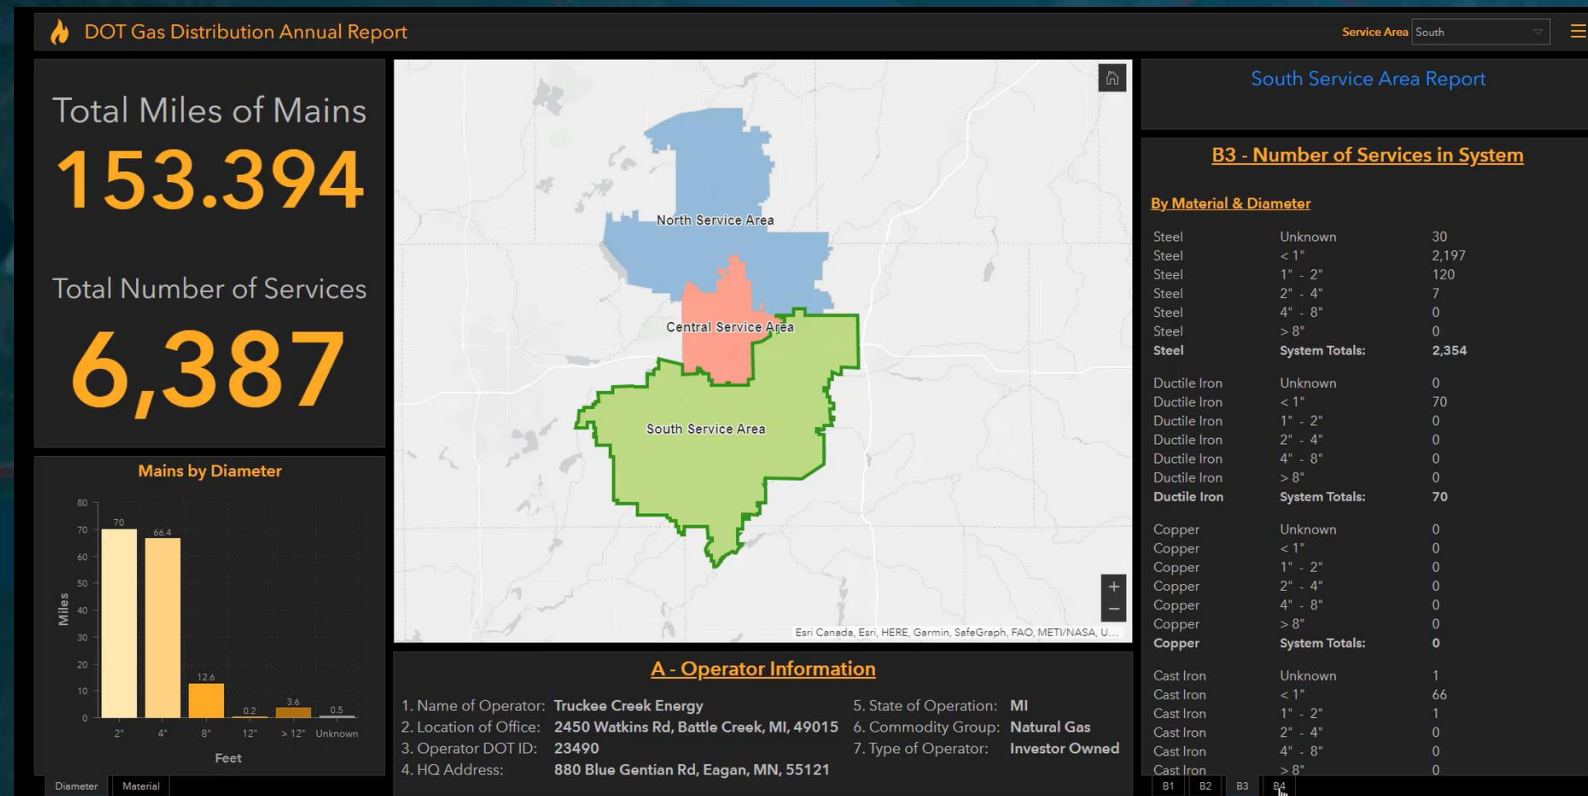 DOT Gas Distribution Annual Report
Service Area South
Total Miles of Mains
153.394
Total Number of Services
6,387
Mains by Diameter
80
70
60
50
40
30
20
10
0
Miles
70
66.4
12.6
0.2
3.6
0.5
2" 4" 8" 12" > 12" Unknown
Feet
Diameter Material
North Service Area
Central Service Area
South Service Area
+
−
Esri Canada, Esri, HERE, Garmin, SafeGraph, FAO, METI/NASA, U...
A - Operator Information
1. Name of Operator: Truckee Creek Energy
2. Location of Office: 2450 Watkins Rd, Battle Creek, MI, 49015
3. Operator DOT ID: 23490
4. HQ Address: 880 Blue Gentian Rd, Eagan, MN, 55121
5. State of Operation: MI
6. Commodity Group: Natural Gas
7. Type of Operator: Investor Owned
South Service Area Report
B3 - Number of Services in System
By Material & Diameter
Steel Unknown 30
Steel < 1" 2,197
Steel 1" - 2" 120
Steel 2" - 4" 7
Steel 4" - 8" 0
Steel > 8" 0
Steel System Totals: 2,354
Ductile Iron Unknown 0
Ductile Iron < 1" 70
Ductile Iron 1" - 2" 0
Ductile Iron 2" - 4" 0
Ductile Iron 4" - 8" 0
Ductile Iron > 8" 0
Ductile Iron System Totals: 70
Copper Unknown 0
Copper < 1" 0
Copper 1" - 2" 0
Copper 2" - 4" 0
Copper 4" - 8" 0
Copper > 8" 0
Copper System Totals: 0
Cast Iron Unknown 1
Cast Iron < 1" 66
Cast Iron 1" - 2" 1
Cast Iron 2" - 4" 0
Cast Iron 4" - 8" 0
Cast Iron > 8" 0
B1 B2 B3 B4